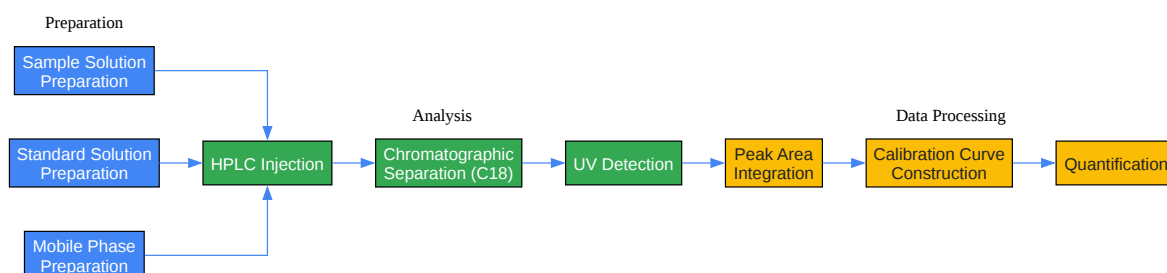 Preparation
Sample Solution
Preparation
Analysis
Data Processing
Standard Solution
Preparation
HPLC Injection
Chromatographic
Separation (C18)
UV Detection
Peak Area
Integration
Calibration Curve
Construction
Quantification
Mobile Phase
Preparation